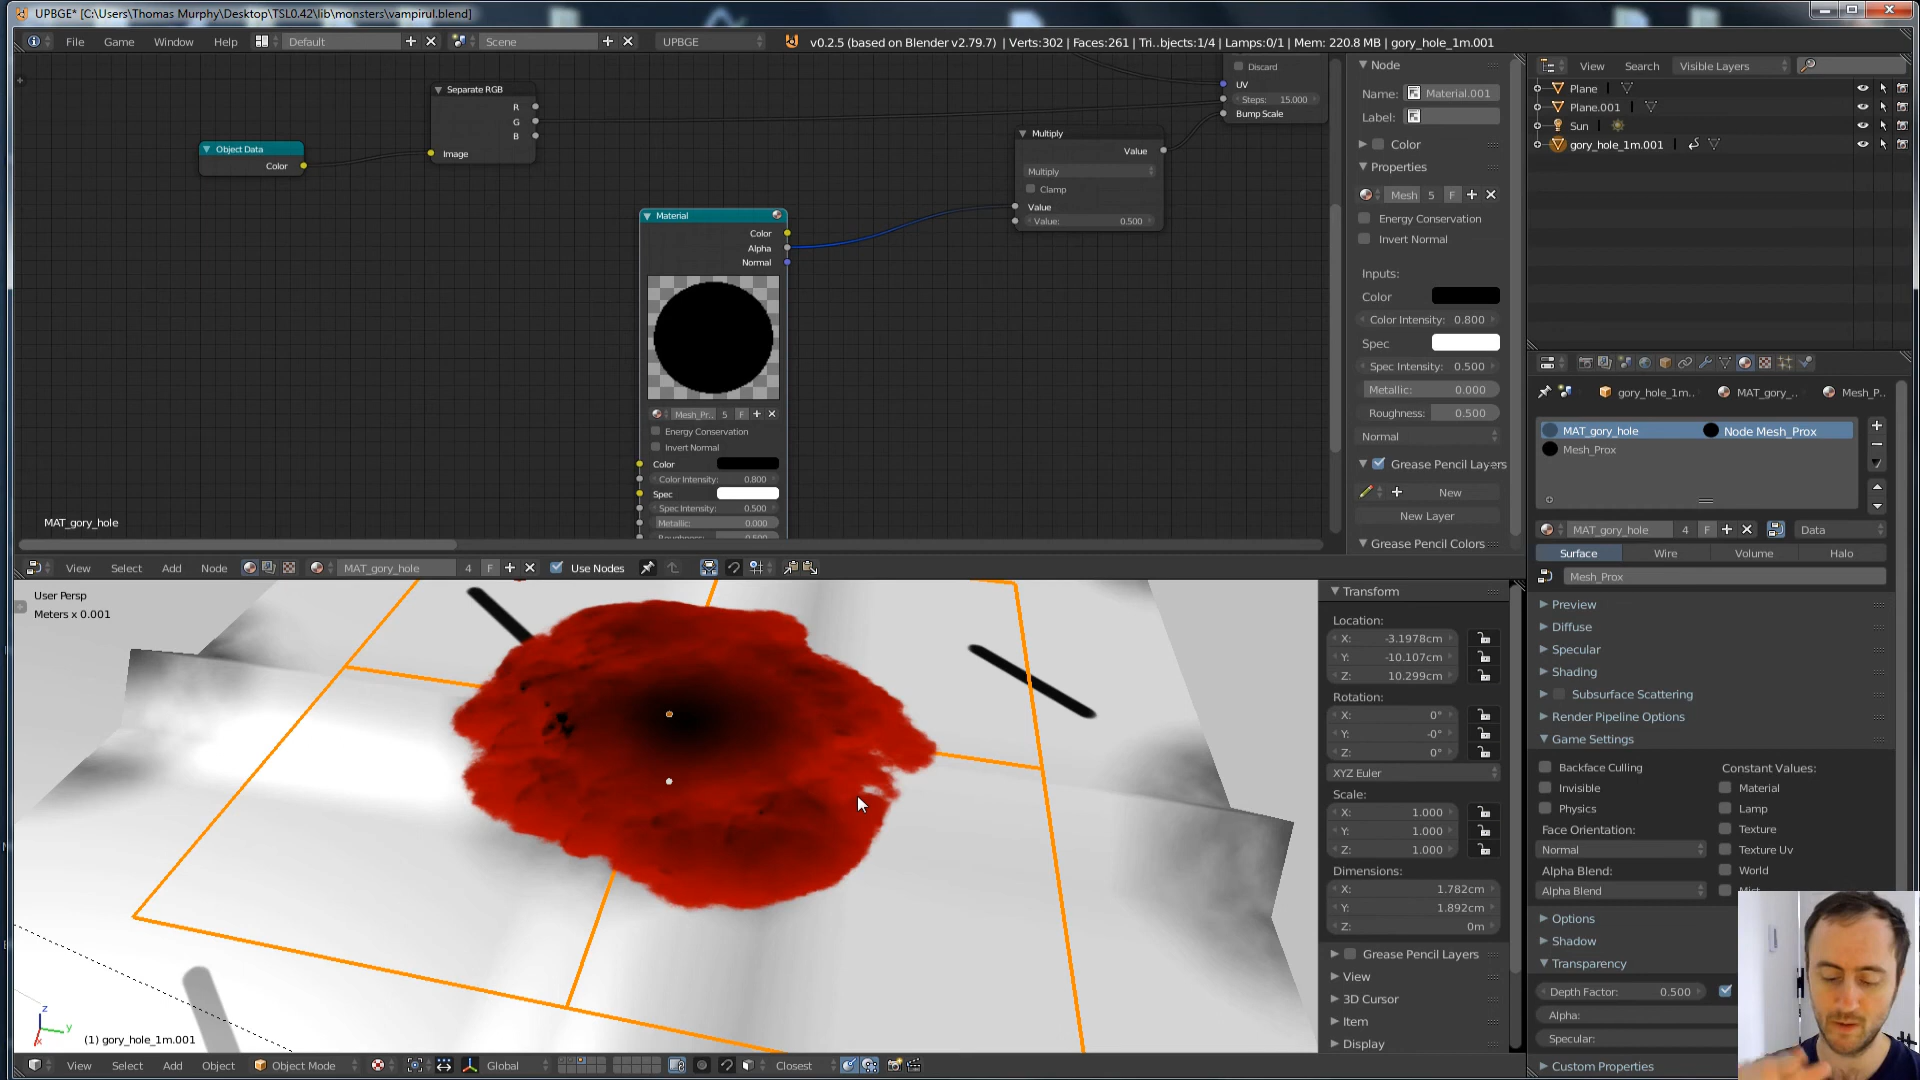 UPBGE* [C:\Users\Thomas Murphy\Desktop\TSL0.42\lib\monsters\vampirul.blend]
File Game Window Help Default Scene UPBGE v0.2.5 (based on Blender v2.79.7) | Verts:302 | Faces:261 | Tri..bjects:1/4 | Lamps:0/1 | Mem: 220.8 MB | gory_hole_1m.001
Separate RGB
R
G
B
Image
Object Data
Color
Material
Color
Alpha
Normal
Mesh_Pr.. 5 F
Energy Conservation
Invert Normal
Color
Color Intensity: 0.800
Spec
Spec Intensity: 0.500
Metallic: 0.000
Multiply
Value
Multiply
Clamp
Value
Value: 0.500
Discard
UV
Steps: 15.000
Bump Scale
MAT_gory_hole
Node
Name: Material.001
Label:
Color
Properties
Mesh 5 F
Energy Conservation
Invert Normal
Inputs:
Color
Color Intensity: 0.800
Spec
Spec Intensity: 0.500
Metallic: 0.000
Roughness: 0.500
Normal
Grease Pencil Layers
New
New Layer
Grease Pencil Colors
View Search Visible Layers
Plane
Plane.001
Sun
gory_hole_1m.001
gory_hole_1m.. MAT_gory_.. Mesh_P..
MAT_gory_hole Node Mesh_Prox
Mesh_Prox
MAT_gory_hole 4 F Data
Surface Wire Volume Halo
Mesh_Prox
Preview
Diffuse
Specular
Shading
Subsurface Scattering
Render Pipeline Options
Game Settings
Backface Culling
Invisible
Physics
Face Orientation:
Normal
Alpha Blend:
Alpha Blend
Constant Values:
Material
Lamp
Texture
Texture Uv
World
Options
Shadow
Transparency
Depth Factor: 0.500
Alpha:
Specular:
Custom Properties
View Select Add Node MAT_gory_hole 4 F Use Nodes
User Persp
Meters x 0.001
z
y
x
(1) gory_hole_1m.001
Transform
Location:
X: -3.1978cm
Y: -10.107cm
Z: 10.299cm
Rotation:
X: 0°
Y: -0°
Z: 0°
XYZ Euler
Scale:
X: 1.000
Y: 1.000
Z: 1.000
Dimensions:
X: 1.782cm
Y: 1.892cm
Z: 0m
Grease Pencil Layers
View
3D Cursor
Item
Display
View Select Add Object Object Mode Global Closest